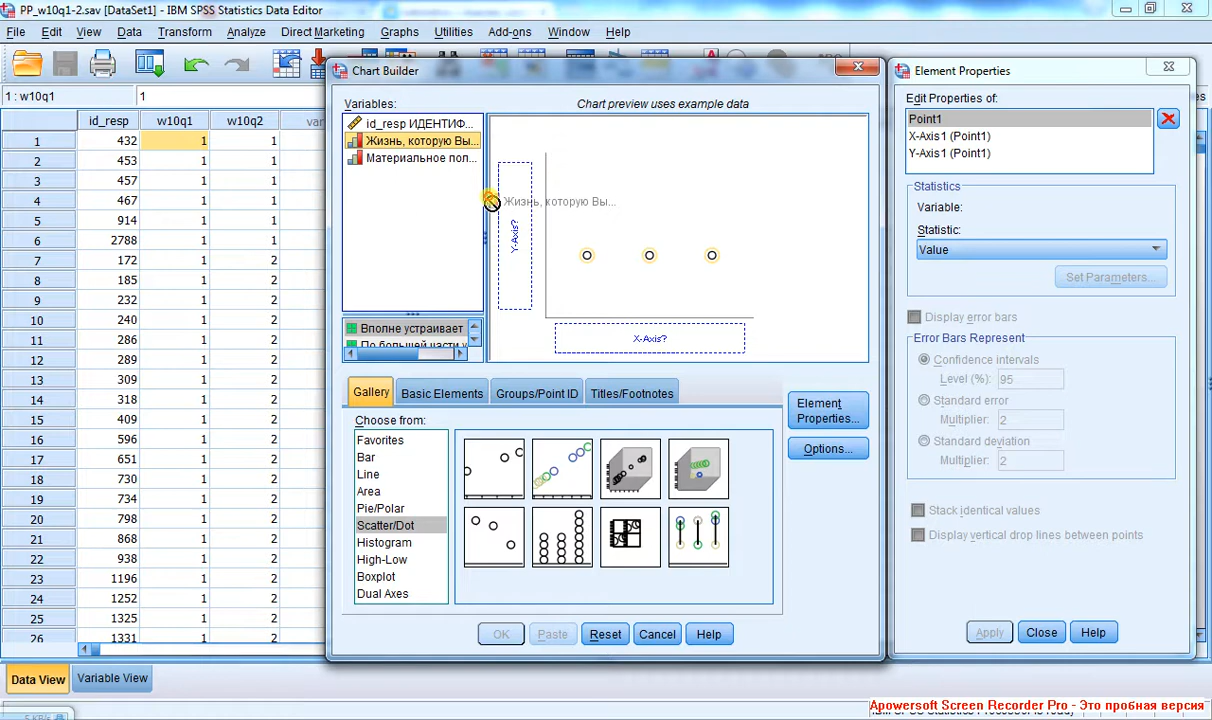 PP_w10q1-2.sav [DataSet1] - IBM SPSS Statistics Data Editor
File Edit View Data Transform Analyze Direct Marketing Graphs Utilities Add-ons Window Help
1 : w10q1 1
id_resp w10q1 w10q2
1 432 1 1
2 453 1 1
3 457 1 1
4 467 1 1
5 914 1 1
6 2788 1 1
7 172 1 2
8 185 1 2
9 232 1 2
10 240 1 2
11 286 1 2
12 289 1 2
13 309 1 2
14 318 1 2
15 409 1 2
16 596 1 2
17 651 1 2
18 730 1 2
19 734 1 2
20 798 1 2
21 868 1 2
22 938 1 2
23 1196 1 2
24 1252 1 2
25 1325 1 2
26 1331 1 2
Data View Variable View
Chart Builder
Variables:
Chart preview uses example data
id_resp ИДЕНТИФ...
Жизнь, которую Вы...
Материальное пол...
Вполне устраивает
По большей части у
Жизнь, которую Вы...
Y-Axis?
X-Axis?
Gallery Basic Elements Groups/Point ID Titles/Footnotes
Choose from:
Favorites
Bar
Line
Area
Pie/Polar
Scatter/Dot
Histogram
High-Low
Boxplot
Dual Axes
Element
Properties...
Options...
OK Paste Reset Cancel Help
Element Properties
Edit Properties of:
Point1
X-Axis1 (Point1)
Y-Axis1 (Point1)
Statistics
Variable:
Statistic:
Value
Set Parameters...
Display error bars
Error Bars Represent
Confidence intervals
Level (%): 95
Standard error
Multiplier: 2
Standard deviation
Multiplier: 2
Stack identical values
Display vertical drop lines between points
Apply Close Help
Apowersoft Screen Recorder Pro - Это пробная версия